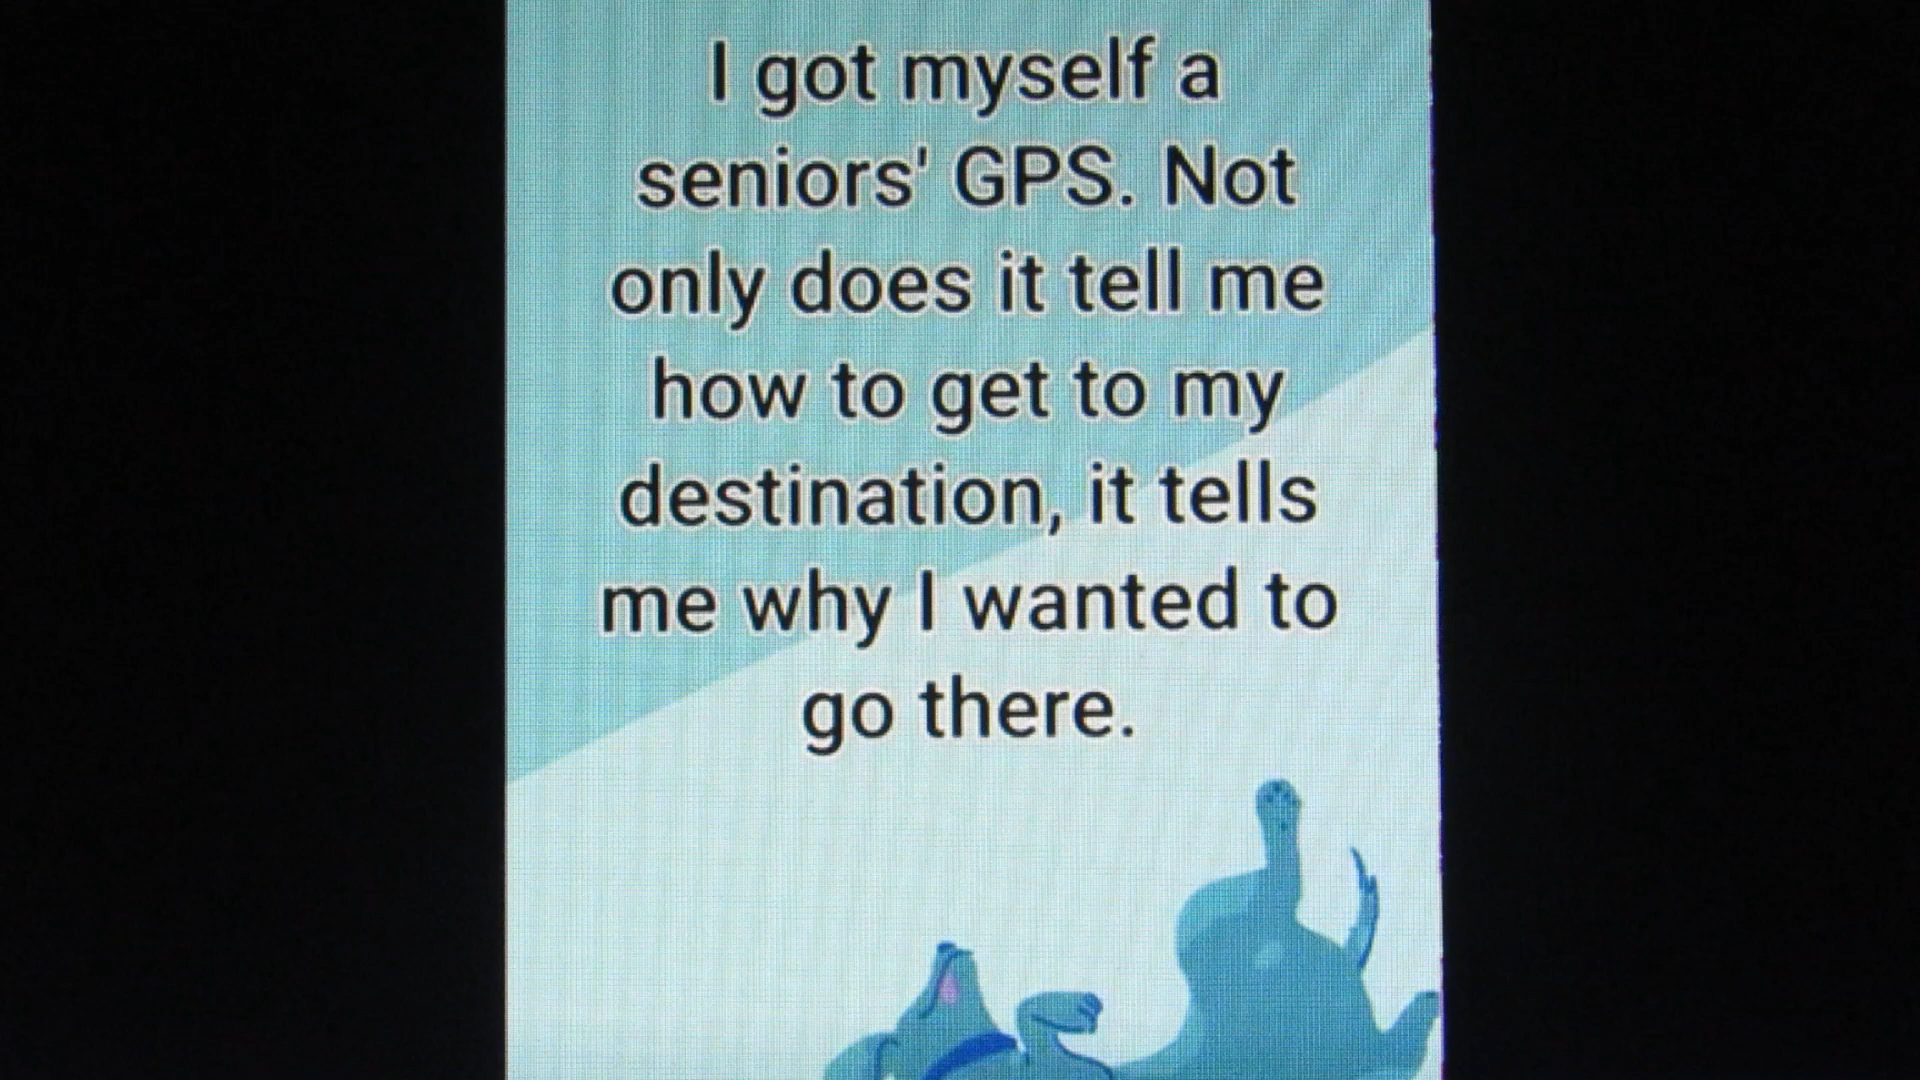 I got myself a
seniors' GPS. Not
only does it tell me
how to get to my
destination, it tells
me why I wanted to
go there.